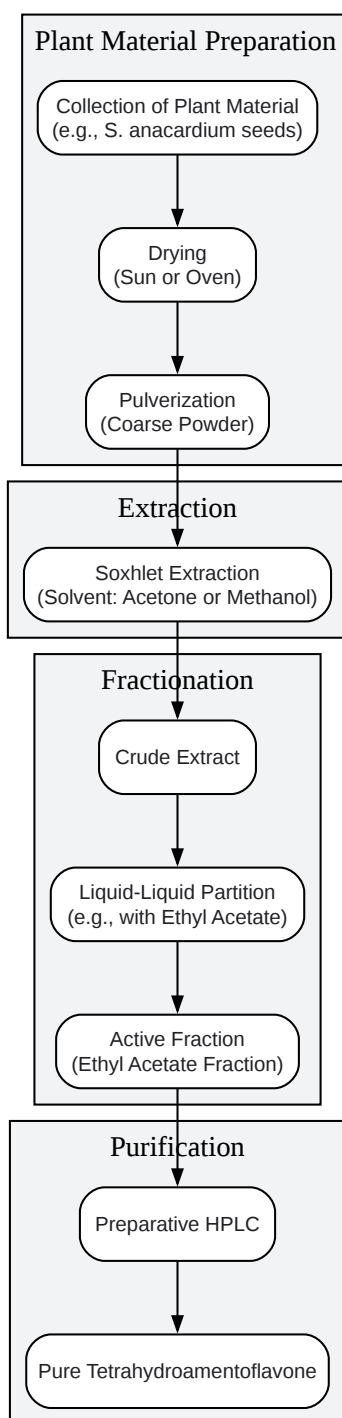 Plant Material Preparation
Collection of Plant Material
(e.g., S. anacardium seeds)
Drying
(Sun or Oven)
Pulverization
(Coarse Powder)
Extraction
Soxhlet Extraction
(Solvent: Acetone or Methanol)
Fractionation
Crude Extract
Liquid-Liquid Partition
(e.g., with Ethyl Acetate)
Active Fraction
(Ethyl Acetate Fraction)
Purification
Preparative HPLC
Pure Tetrahydroamentoflavone